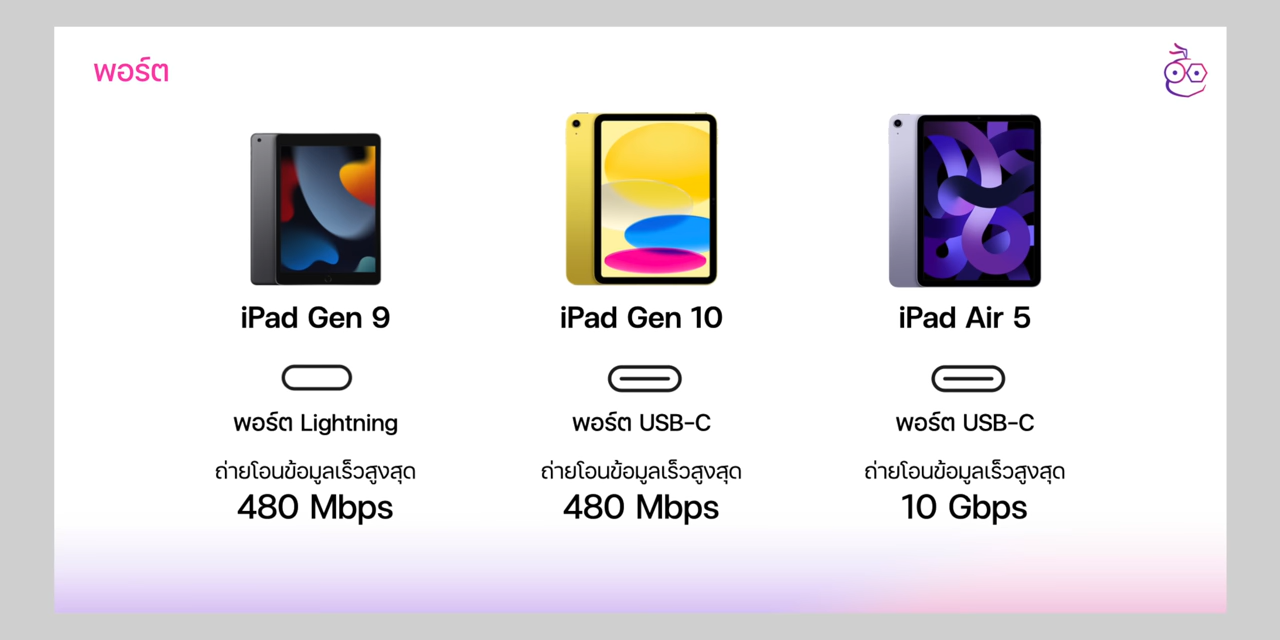 พอร์ต
iPad Gen 9
พอร์ต Lightning
ถ่ายโอนข้อมูลเร็วสูงสุด
480 Mbps
iPad Gen 10
พอร์ต USB-C
ถ่ายโอนข้อมูลเร็วสูงสุด
480 Mbps
iPad Air 5
พอร์ต USB-C
ถ่ายโอนข้อมูลเร็วสูงสุด
10 Gbps